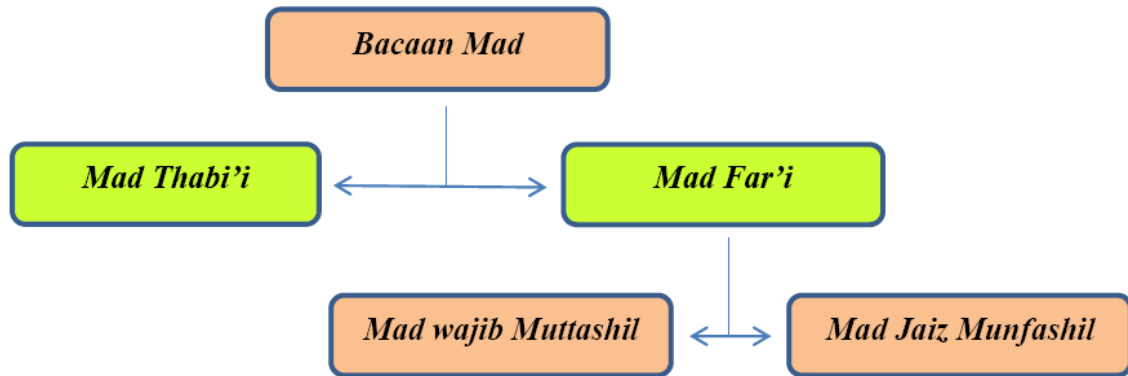 Bacaan Mad
Mad Thabi’i
Mad Far’i
Mad wajib Muttashil
Mad Jaiz Munfashil